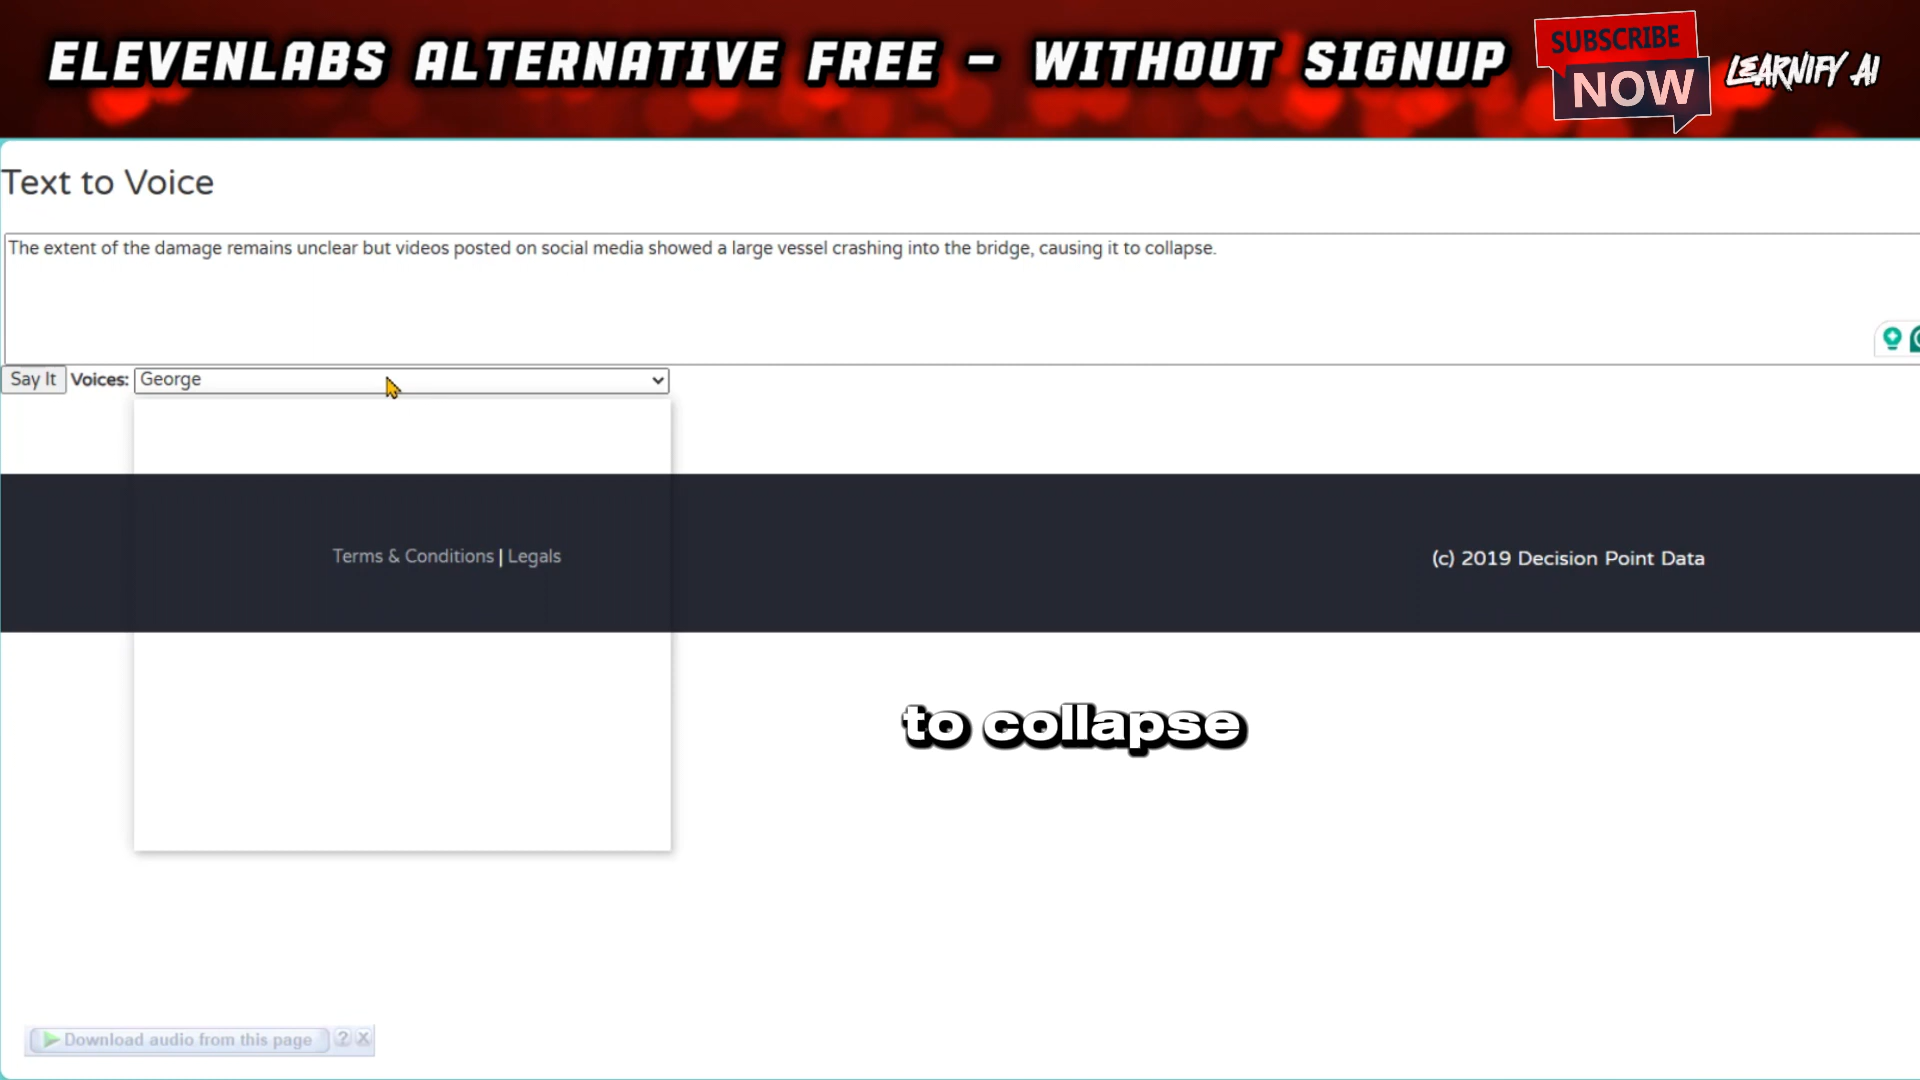 ELEVENLABS ALTERNATIVE FREE - WITHOUT SIGNUP
SUBSCRIBE
NOW
LEARNIFY AI
Text to Voice
The extent of the damage remains unclear but videos posted on social media showed a large vessel crashing into the bridge, causing it to collapse.
Say It Voices: George
Terms & Conditions | Legals
(c) 2019 Decision Point Data
to collapse
Download audio from this page ? X